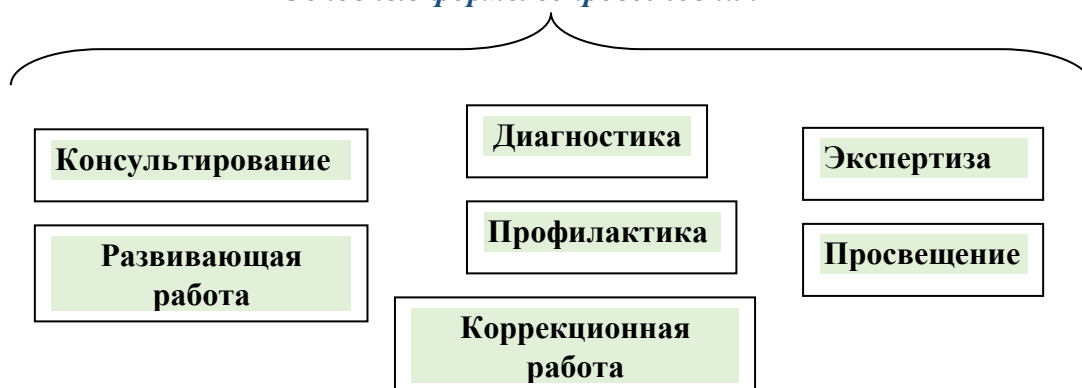 Диагностика
Консультирование
Экспертиза
Профилактика
Развивающая
работа
Просвещение
Коррекционная
работа